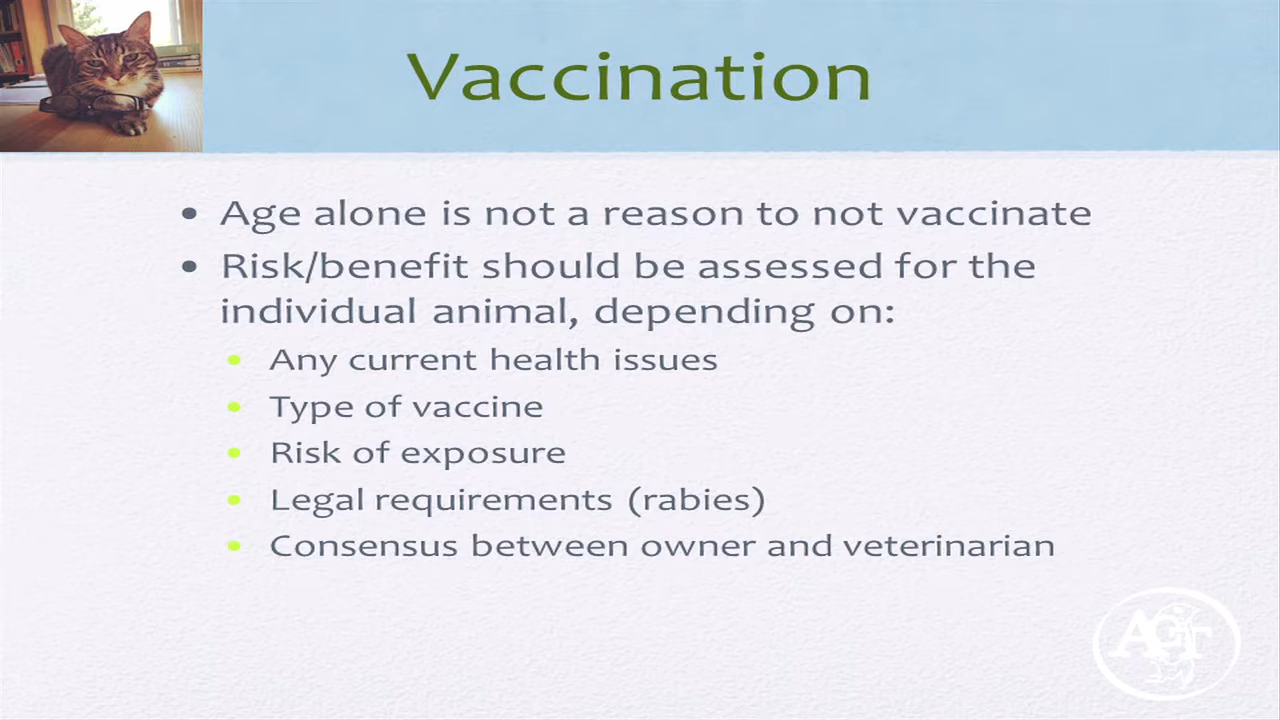 Vaccination
• Age alone is not a reason to not vaccinate
• Risk/benefit should be assessed for the
individual animal, depending on:
• Any current health issues
• Type of vaccine
• Risk of exposure
• Legal requirements (rabies)
• Consensus between owner and veterinarian